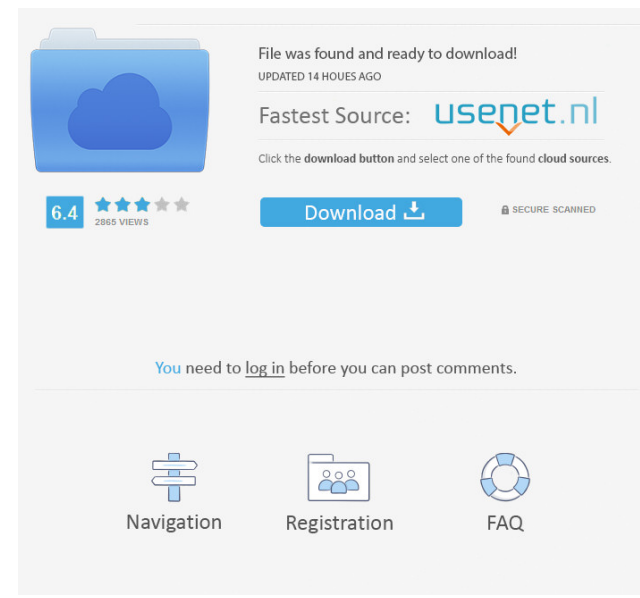 File was found and ready to download!
UPDATED 14 HOUES AGO
Fastest Source: usenet.nl
Click the download button and select one of the found cloud sources.
6.4
2865 VIEWS
Download
SECURE SCANNED
You need to log in before you can post comments.
Navigation
Registration
FAQ